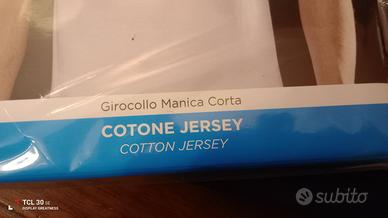 Girocollo Manica Corta
COTONE JERSEY
COTTON JERSEY
TCL 30 SE
DISPLAY GREATNESS
subito